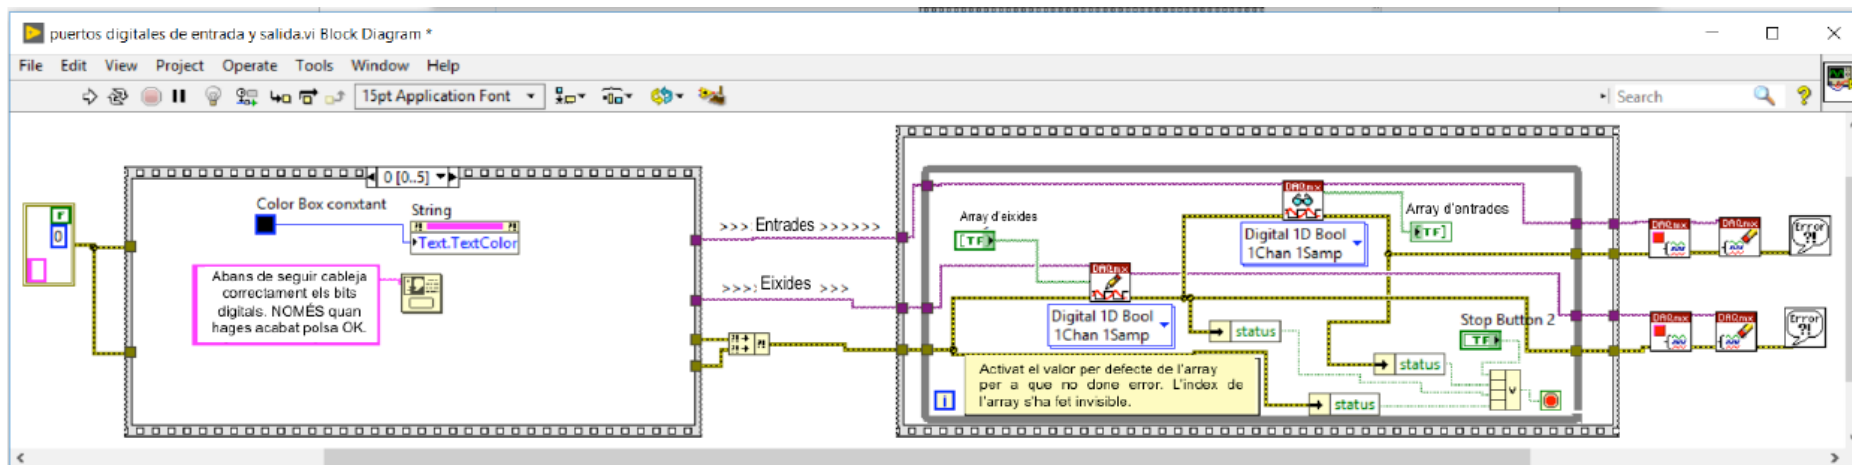 puertos digitales de entrada y salida.vi Block Diagram *
File Edit View Project Operate Tools Window Help
15pt Application Font
Search
0 [0..5]
Color Box conxtant
String
Text.TextColor
Abans de seguir cableja
correctament els bits
digitals. NOMÉS quan
hages acabat polsa OK.
>>> Entrades >>>>>>
>>> Eixides >>>
Array d'eixides
TF
DAQmx
Digital 1D Bool
1Chan 1Samp
Array d'entrades
TF
DAQmx
Digital 1D Bool
1Chan 1Samp
status
status
status
Stop Button 2
TF
Activat el valor per defecte de l'array
per a que no done error. L'index de
l'array s'ha fet invisible.
i
DAQmx
DAQmx
Error
?!
DAQmx
DAQmx
Error
?!